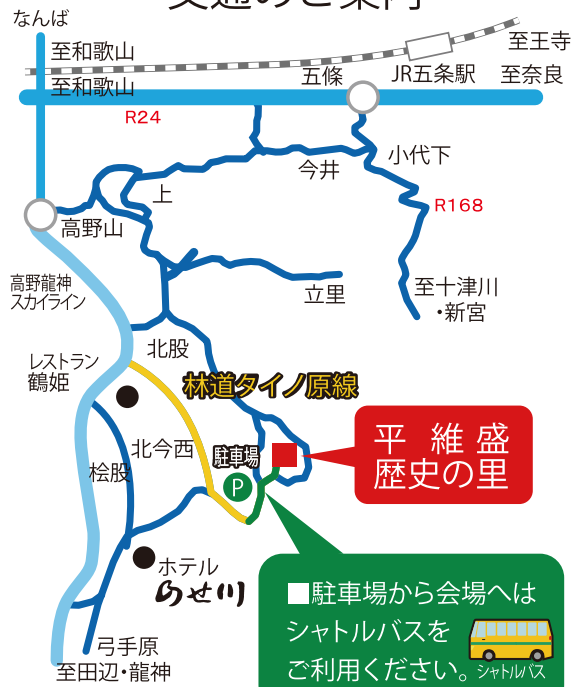 交通のご案内
なんば
至和歌山
至王寺
JR五条駅
至和歌山
五條
至奈良
R24
小代下
今井
上
R168
高野山
高野龍神
スカイライン
立里
至十津川
・新宮
北股
レストラン
鶴姫
林道タイノ原線
平維盛
歴史の里
北今西
駐車場
P
桧股
ホテル
のせ川
■駐車場から会場へは
シャトルバスを
ご利用ください。
シャトルバス
弓手原
至田辺・龍神